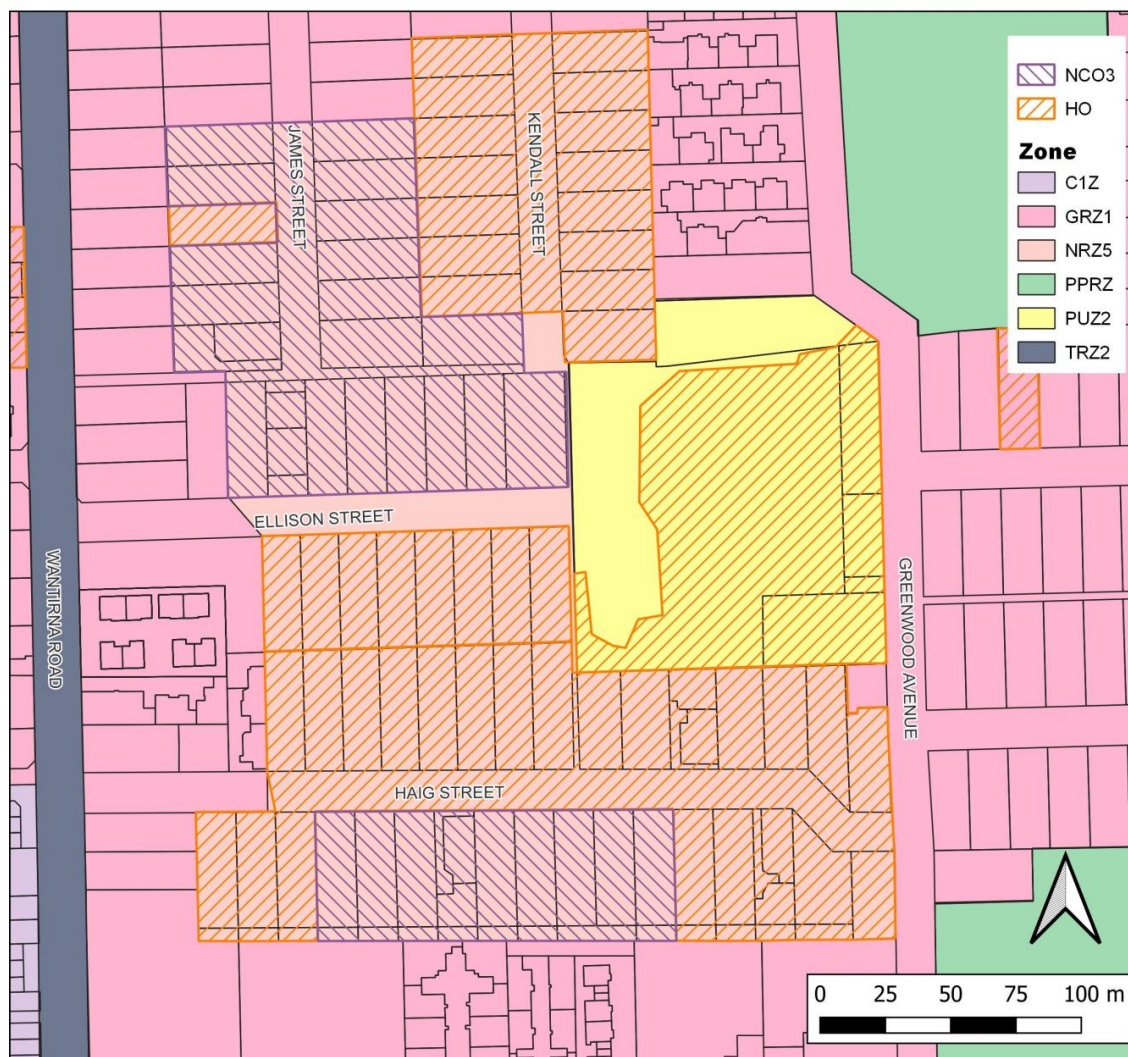 NCO3
HO
Zone
C1Z
GRZ1
NRZ5
PPRZ
PUZ2
TRZ2
JAMES STREET
KENDALL STREET
ELLISON STREET
WANTIRNA ROAD
GREENWOOD AVENUE
HAIG STREET
0 25 50 75 100 m